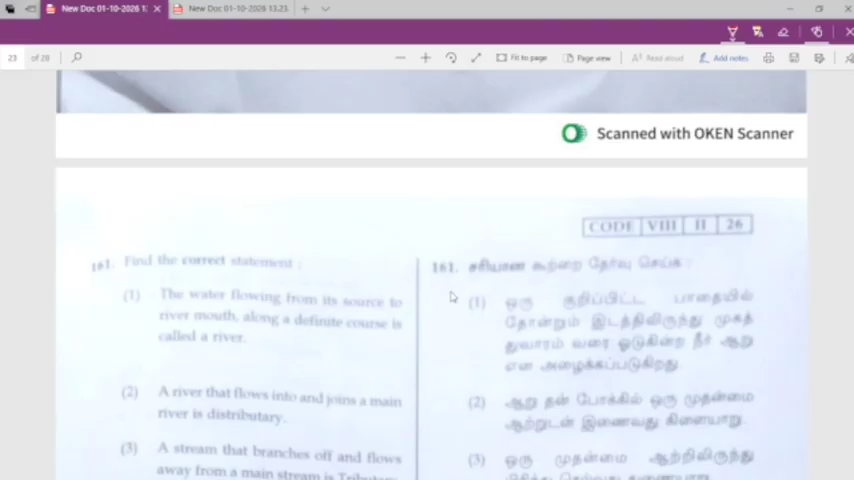 New Doc 01-10-2026 1:
New Doc 01-10-2026 13.23.
23 of 28
Fit to page
Page view
Read aloud
Add notes
Scanned with OKEN Scanner
CODE VIII II 26
161. Find the correct statement :
(1) The water flowing from its source to
river mouth, along a definite course is
called a river.
(2) A river that flows into and joins a main
river is distributary.
(3) A stream that branches off and flows
away from a main stream is Tributary
161. சரியான கூற்றை தேர்வு செய்க :
(1) ஒரு குறிப்பிட்ட பாதையில்
தோன்றும் இடத்திலிருந்து முகத்
துவாரம் வரை ஓடுகின்ற நீர் ஆறு
என அழைக்கப்படுகிறது.
(2) ஆறு தன் போக்கில் ஒரு முதன்மை
ஆற்றுடன் இணைவது கிளையாறு.
(3) ஒரு முதன்மை ஆற்றிலிருந்து
பிரிந்து செல்வது துணையாறு